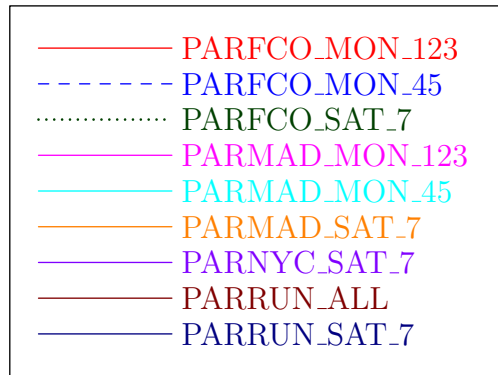 PARFCO_MON_123
PARFCO_MON_45
PARFCO_SAT_7
PARMAD_MON_123
PARMAD_MON_45
PARMAD_SAT_7
PARNYC_SAT_7
PARRUN_ALL
PARRUN_SAT_7